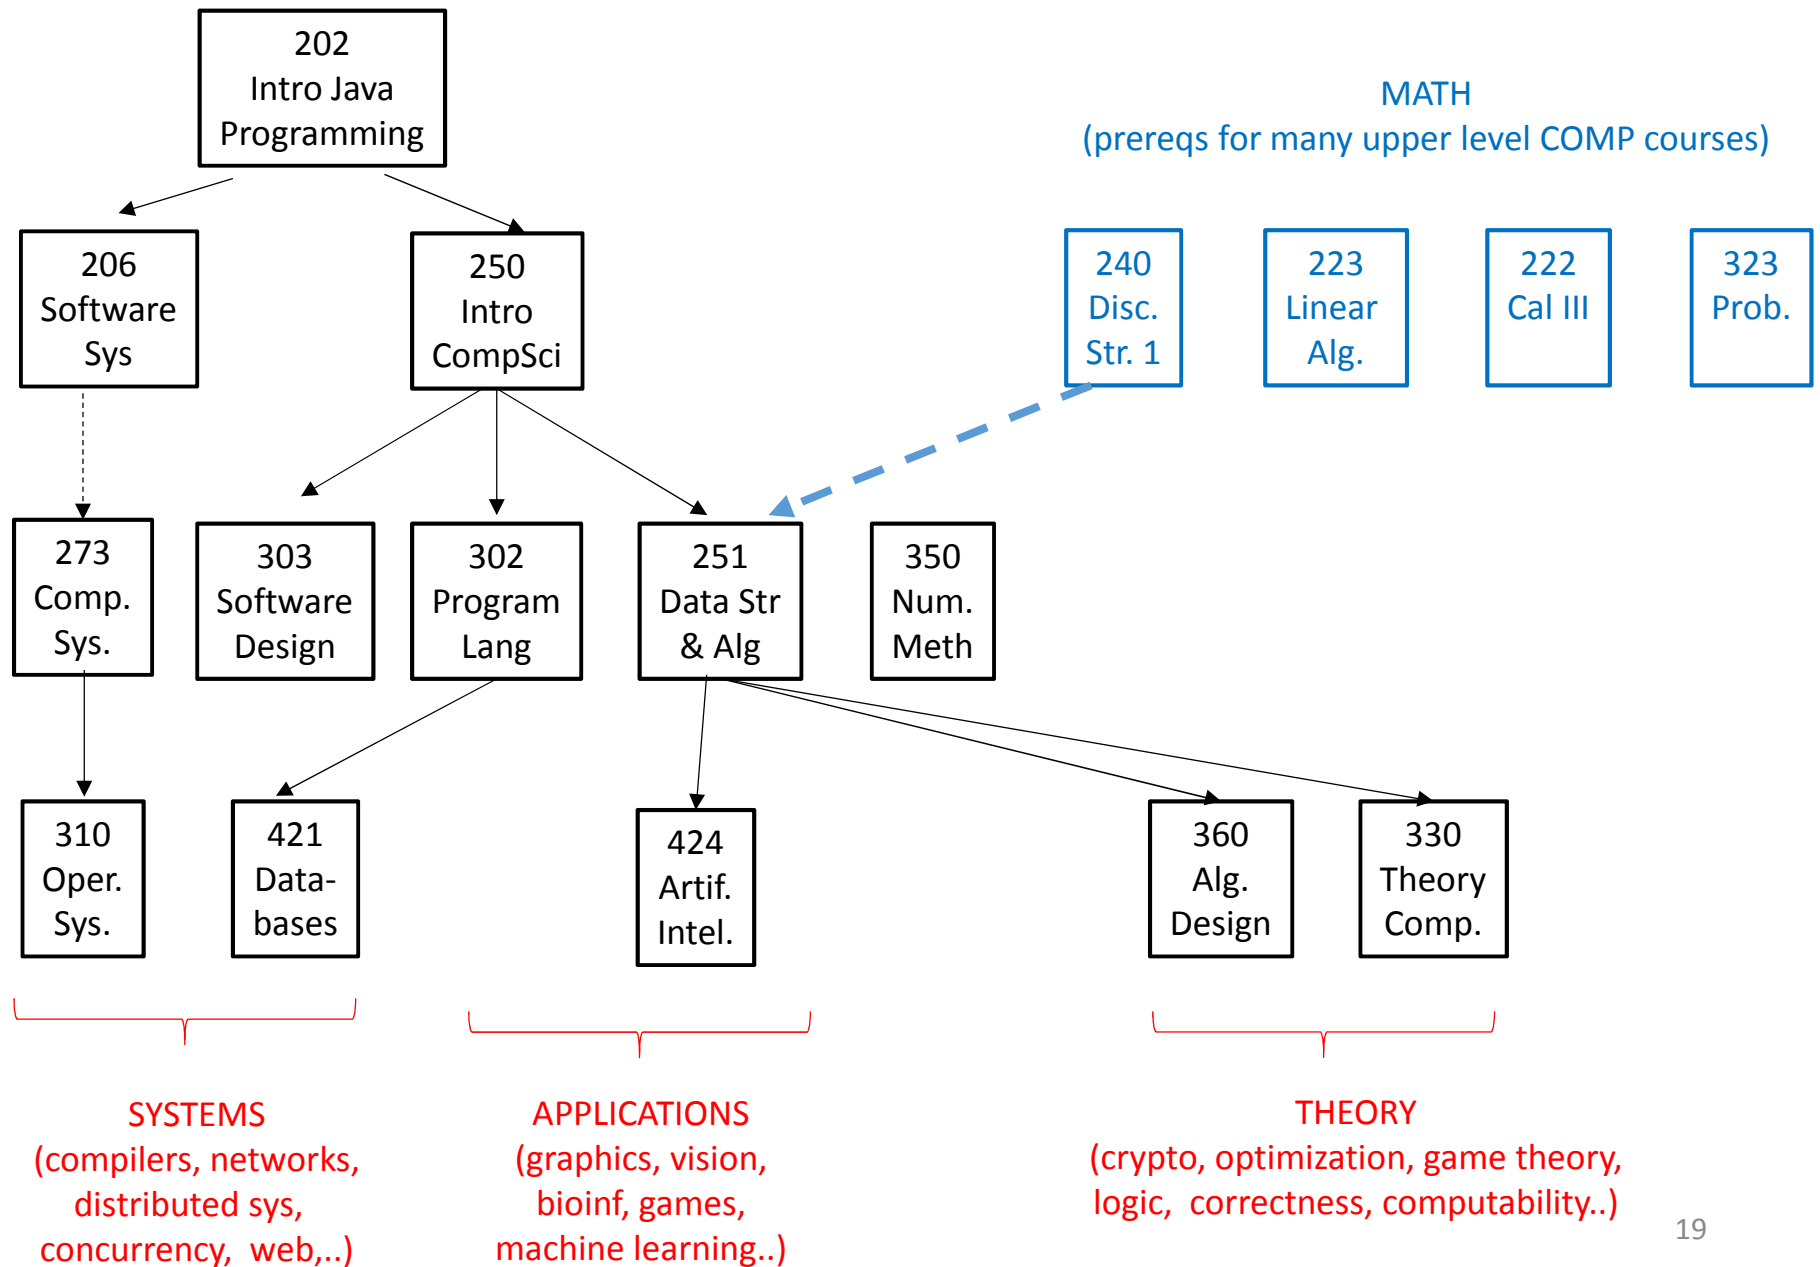 202
Intro Java
Programming
MATH
(prereqs for many upper level COMP courses)
206
Software
Sys
250
Intro
CompSci
240
Disc.
Str. 1
223
Linear
Alg.
222
Cal III
323
Prob.
273
Comp.
Sys.
303
Software
Design
302
Program
Lang
251
Data Str
& Alg
350
Num.
Meth
310
Oper.
Sys.
421
Data-
bases
424
Artif.
Intel.
360
Alg.
Design
330
Theory
Comp.
SYSTEMS
(compilers, networks,
distributed sys,
concurrency, web,..)
APPLICATIONS
(graphics, vision,
bioinf, games,
machine learning..)
THEORY
(crypto, optimization, game theory,
logic, correctness, computability..)
19